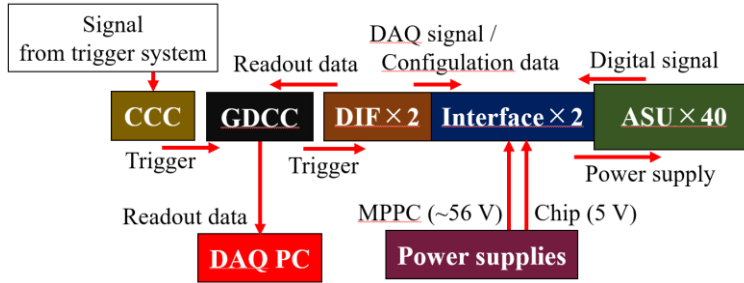 Signal
from trigger system
DAQ signal /
Readout data
Configulation data
Digital signal
CCC
GDCC
DIF×2
Interface×2
ASU×40
Trigger
Trigger
Power supply
Readout data
MPPC (~56 V)
Chip (5 V)
DAQ PC
Power supplies